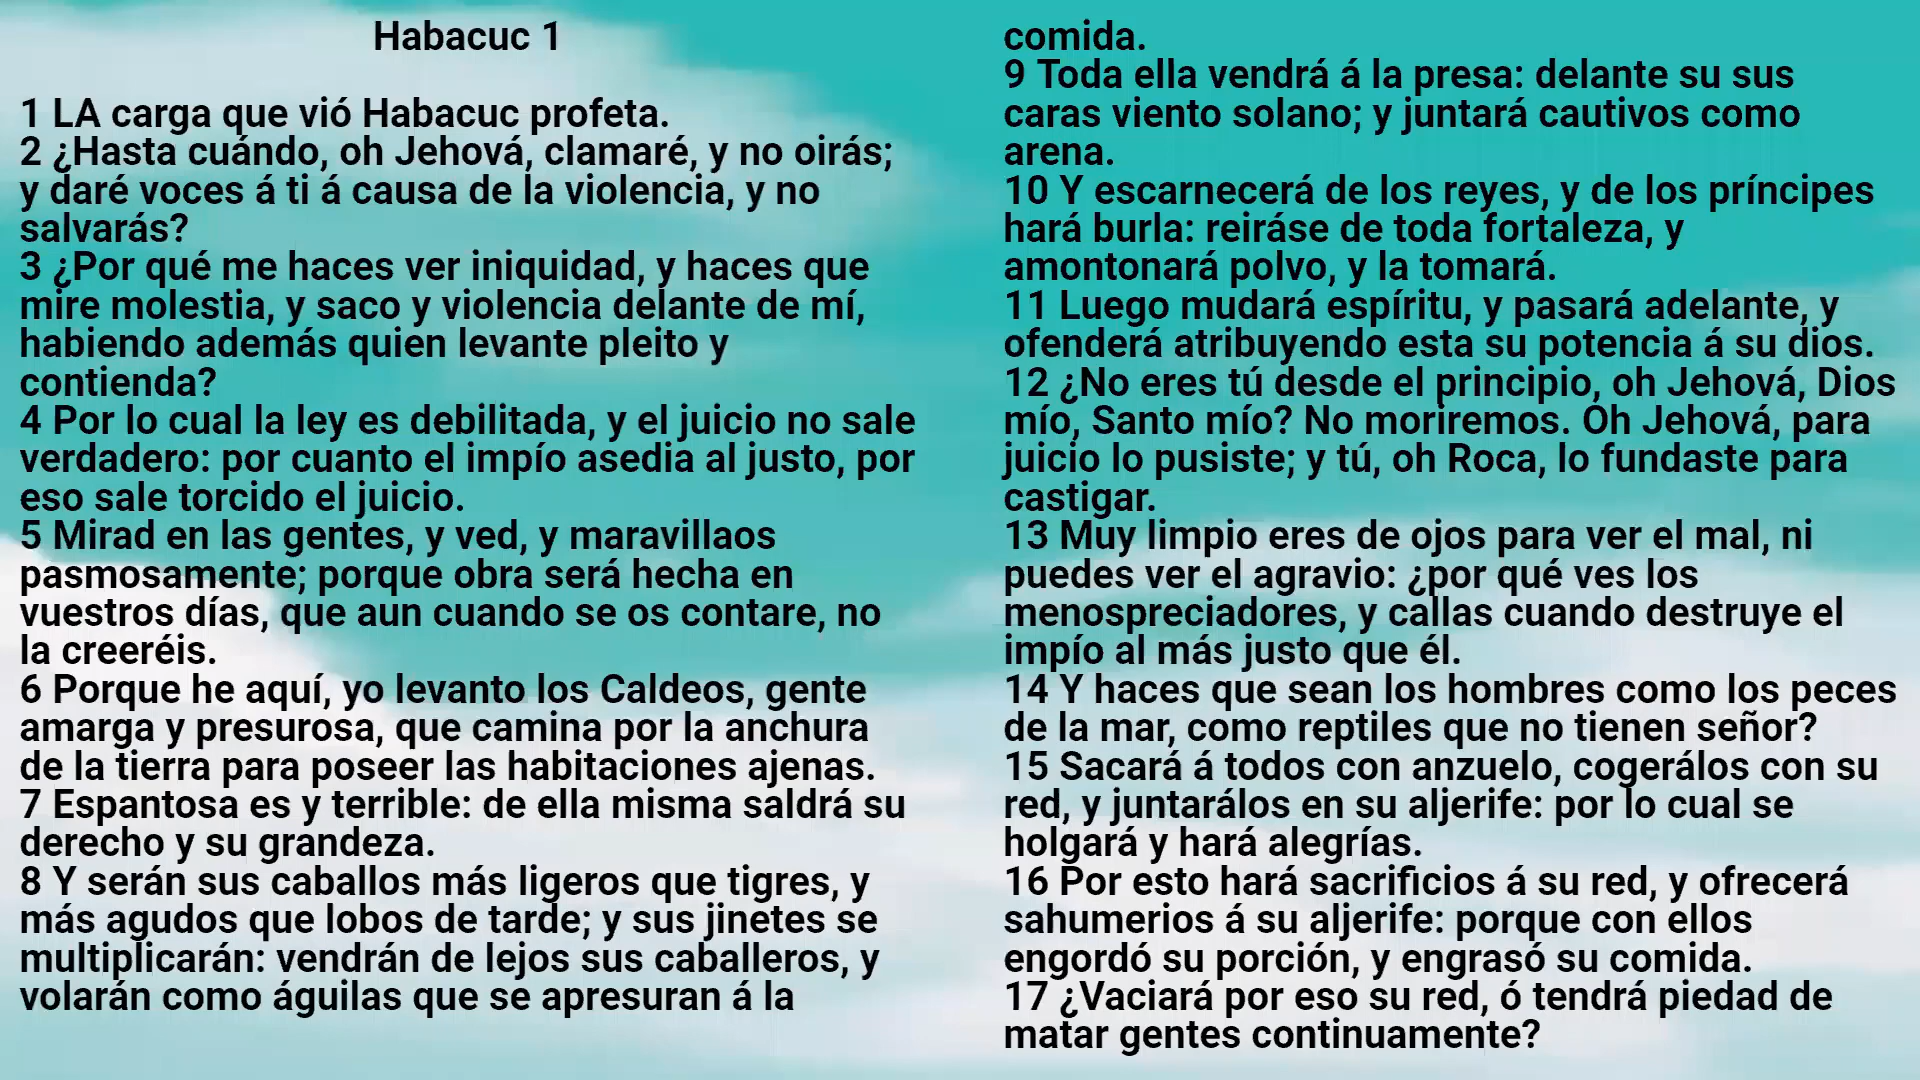 Habacuc 1
1 LA carga que vió Habacuc profeta.
2 ¿Hasta cuándo, oh Jehová, clamaré, y no oirás;
y daré voces á ti á causa de la violencia, y no
salvarás?
3 ¿Por qué me haces ver iniquidad, y haces que
mire molestia, y saco y violencia delante de mí,
habiendo además quien levante pleito y
contienda?
4 Por lo cual la ley es debilitada, y el juicio no sale
verdadero: por cuanto el impío asedia al justo, por
eso sale torcido el juicio.
5 Mirad en las gentes, y ved, y maravillaos
pasmosamente; porque obra será hecha en
vuestros días, que aun cuando se os contare, no
la creeréis.
6 Porque he aquí, yo levanto los Caldeos, gente
amarga y presurosa, que camina por la anchura
de la tierra para poseer las habitaciones ajenas.
7 Espantosa es y terrible: de ella misma saldrá su
derecho y su grandeza.
8 Y serán sus caballos más ligeros que tigres, y
más agudos que lobos de tarde; y sus jinetes se
multiplicarán: vendrán de lejos sus caballeros, y
volarán como águilas que se apresuran á la
comida.
9 Toda ella vendrá á la presa: delante su sus
caras viento solano; y juntará cautivos como
arena.
10 Y escarnecerá de los reyes, y de los príncipes
hará burla: reiráse de toda fortaleza, y
amontonará polvo, y la tomará.
11 Luego mudará espíritu, y pasará adelante, y
ofenderá atribuyendo esta su potencia á su dios.
12 ¿No eres tú desde el principio, oh Jehová, Dios
mío, Santo mío? No moriremos. Oh Jehová, para
juicio lo pusiste; y tú, oh Roca, lo fundaste para
castigar.
13 Muy limpio eres de ojos para ver el mal, ni
puedes ver el agravio: ¿por qué ves los
menospreciadores, y callas cuando destruye el
impío al más justo que él.
14 Y haces que sean los hombres como los peces
de la mar, como reptiles que no tienen señor?
15 Sacará á todos con anzuelo, cogerálos con su
red, y juntarálos en su aljerife: por lo cual se
holgará y hará alegrías.
16 Por esto hará sacrificios á su red, y ofrecerá
sahumerios á su aljerife: porque con ellos
engordó su porción, y engrasó su comida.
17 ¿Vaciará por eso su red, ó tendrá piedad de
matar gentes continuamente?